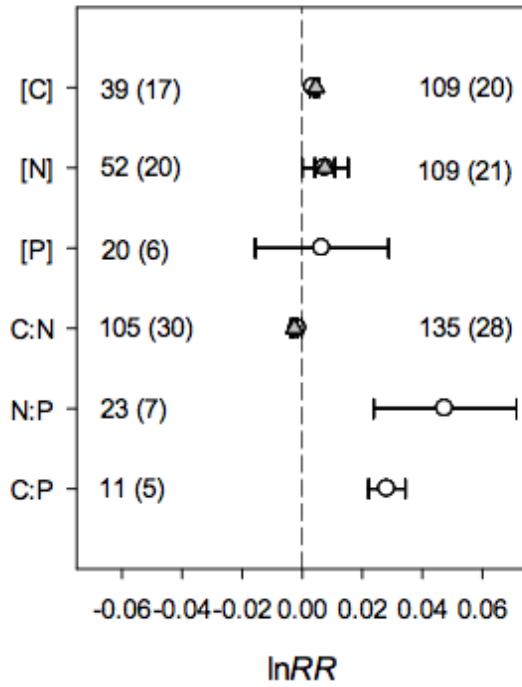 [C] 39 (17) 109 (20)
[N] 52 (20) 109 (21)
[P] 20 (6)
C:N 105 (30) 135 (28)
N:P 23 (7)
C:P 11 (5)
-0.06 -0.04 -0.02 0.00 0.02 0.04 0.06
lnRR